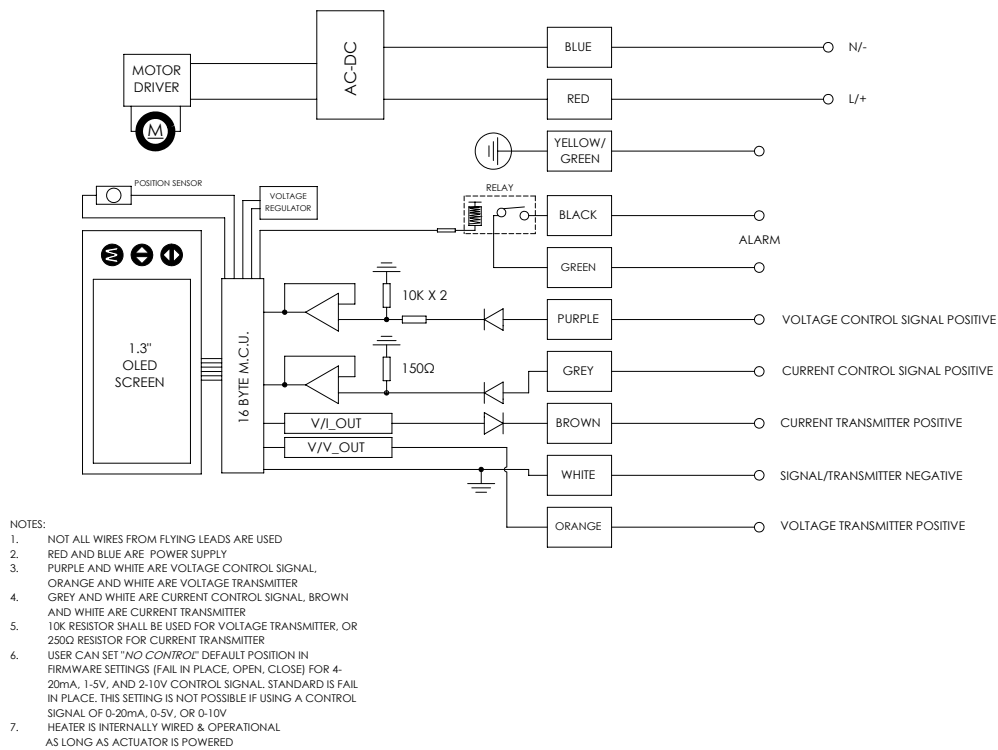 MOTOR
DRIVER
M
AC-DC
BLUE
N/-
RED
L/+
YELLOW/
GREEN
POSITION SENSOR
VOLTAGE
REGULATOR
RELAY
BLACK
ALARM
GREEN
M
10K X 2
PURPLE
VOLTAGE CONTROL SIGNAL POSITIVE
1.3"
OLED
SCREEN
16 BYTE M.C.U.
150Ω
GREY
CURRENT CONTROL SIGNAL POSITIVE
V/I_OUT
BROWN
CURRENT TRANSMITTER POSITIVE
V/V_OUT
WHITE
SIGNAL/TRANSMITTER NEGATIVE
ORANGE
VOLTAGE TRANSMITTER POSITIVE
NOTES:
1. NOT ALL WIRES FROM FLYING LEADS ARE USED
2. RED AND BLUE ARE POWER SUPPLY
3. PURPLE AND WHITE ARE VOLTAGE CONTROL SIGNAL,
ORANGE AND WHITE ARE VOLTAGE TRANSMITTER
4. GREY AND WHITE ARE CURRENT CONTROL SIGNAL, BROWN
AND WHITE ARE CURRENT TRANSMITTER
5. 10K RESISTOR SHALL BE USED FOR VOLTAGE TRANSMITTER, OR
250Ω RESISTOR FOR CURRENT TRANSMITTER
6. USER CAN SET "NO CONTROL" DEFAULT POSITION IN
FIRMWARE SETTINGS (FAIL IN PLACE, OPEN, CLOSE) FOR 4-
20mA, 1-5V, AND 2-10V CONTROL SIGNAL. STANDARD IS FAIL
IN PLACE. THIS SETTING IS NOT POSSIBLE IF USING A CONTROL
SIGNAL OF 0-20mA, 0-5V, OR 0-10V
7. HEATER IS INTERNALLY WIRED & OPERATIONAL
AS LONG AS ACTUATOR IS POWERED